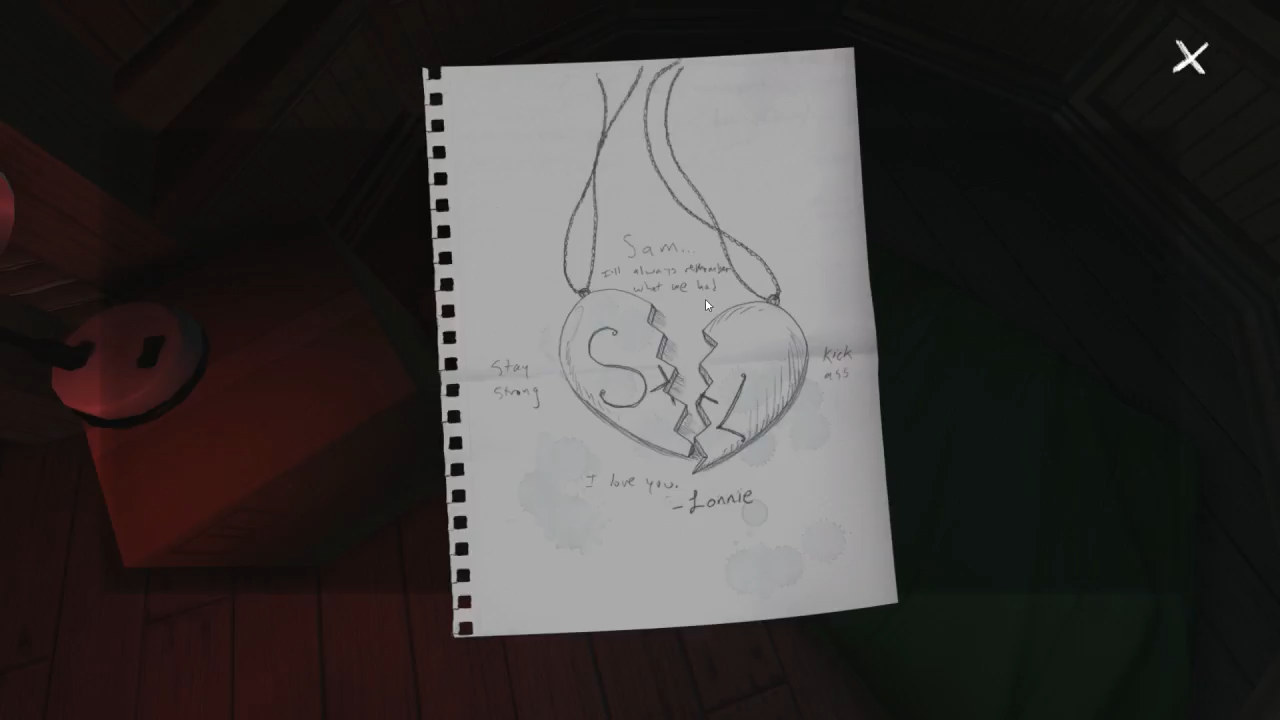 Sam...
I'll always remember
what we had
S + L
Stay
strong
kick
ass
I love you.
-Lonnie